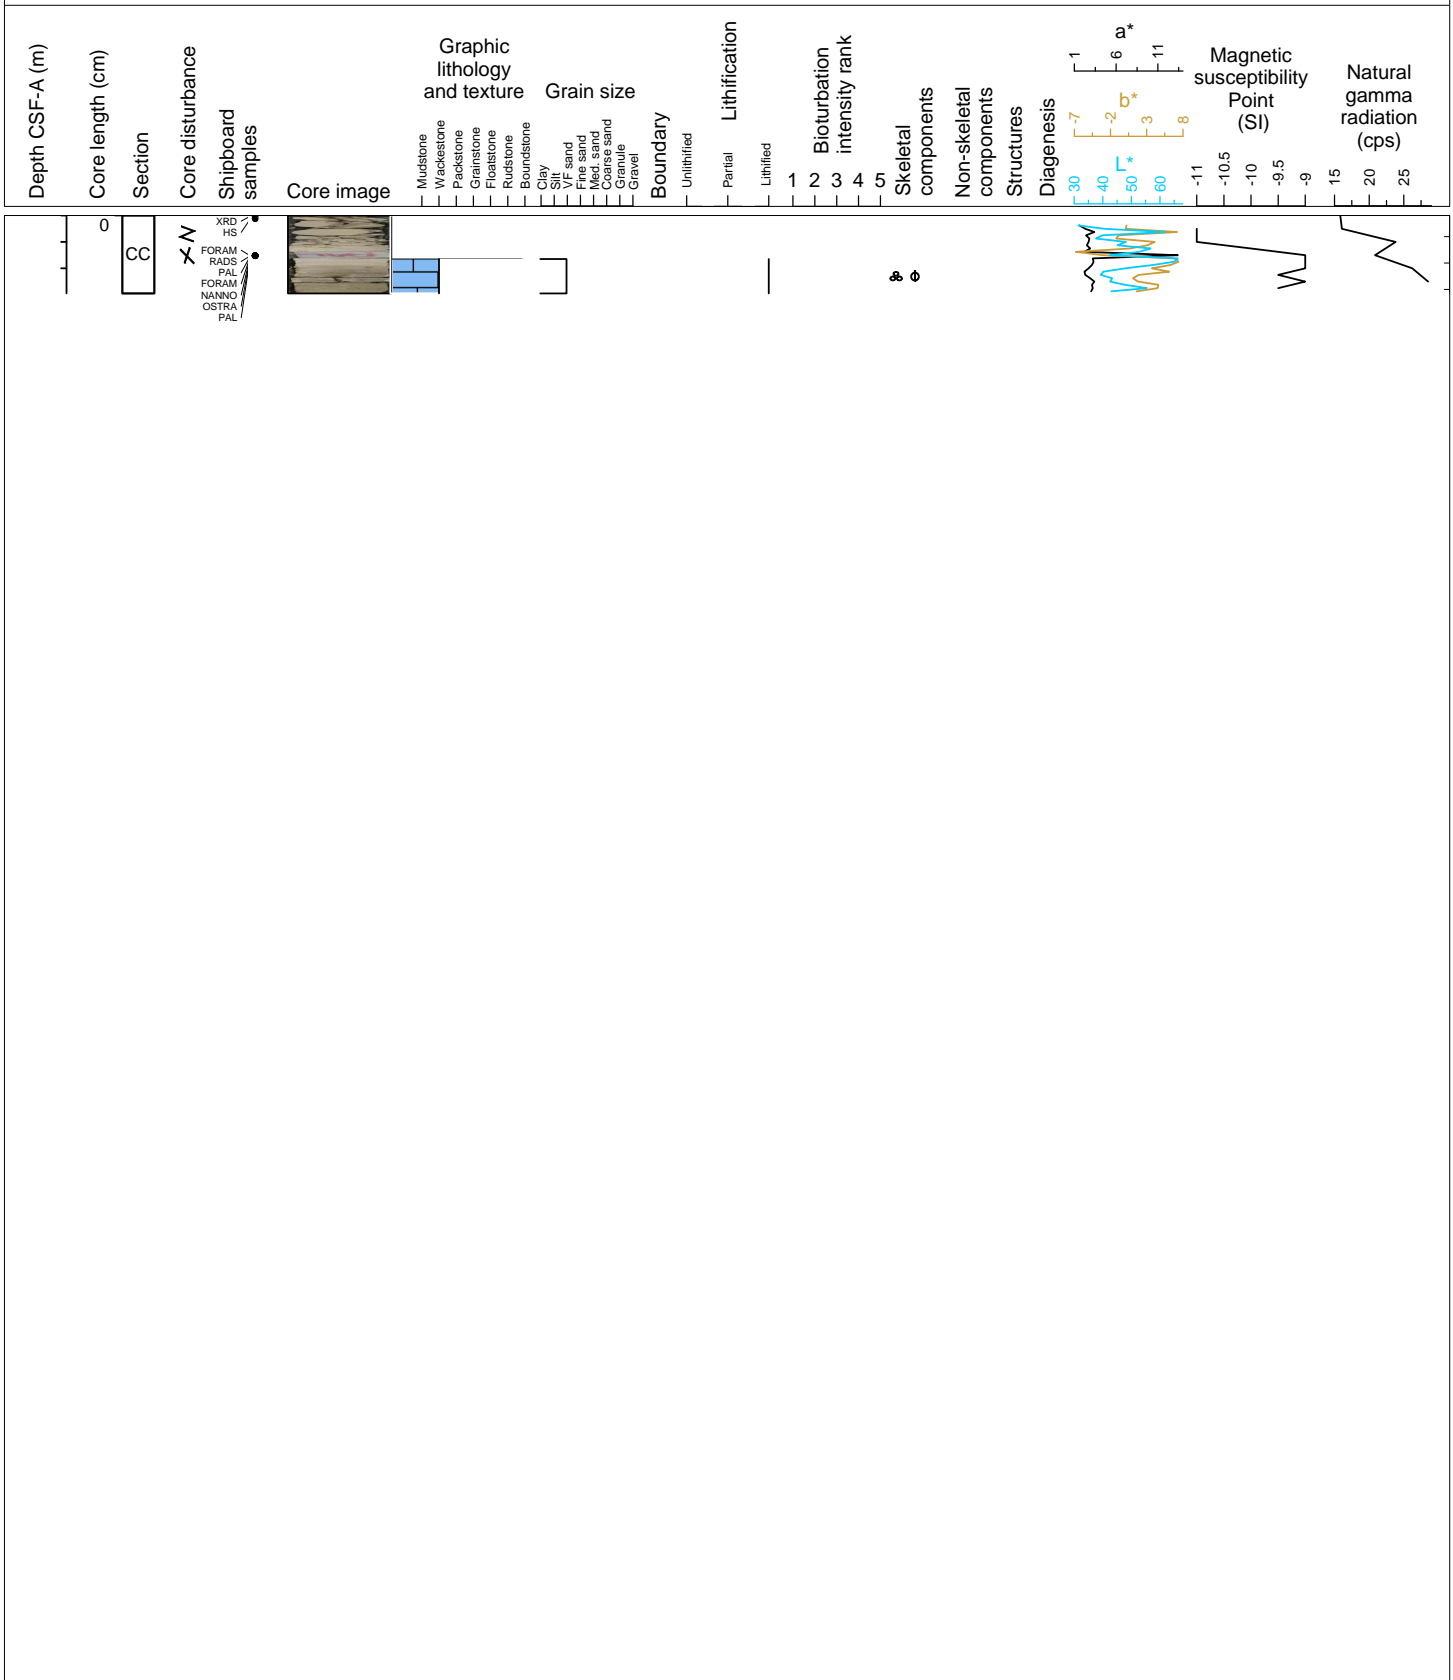 Depth CSF-A (m)
Core length (cm)
Section
Core disturbance
Shipboard
samples
Core image
Graphic
lithology
and texture
Mudstone
Wackestone
Packstone
Grainstone
Floatstone
Rudstone
Boundstone
Grain size
Clay
Silt
VF sand
Fine sand
Med. sand
Coarse sand
Granule
Gravel
Boundary
Lithification
Unlithified
Partial
Lithified
Bioturbation
intensity rank
1 2 3 4 5
Skeletal
components
Non-skeletal
components
Structures
Diagenesis
a*
1 6 11
b*
-7 -2 3 8
L*
30 40 50 60
Magnetic
susceptibility
Point
(SI)
-11 -10.5 -10 -9.5 -9
Natural
gamma
radiation
(cps)
15 20 25
0
CC
XRD
HS
FORAM
RADS
PAL
FORAM
NANNO
OSTRA
PAL